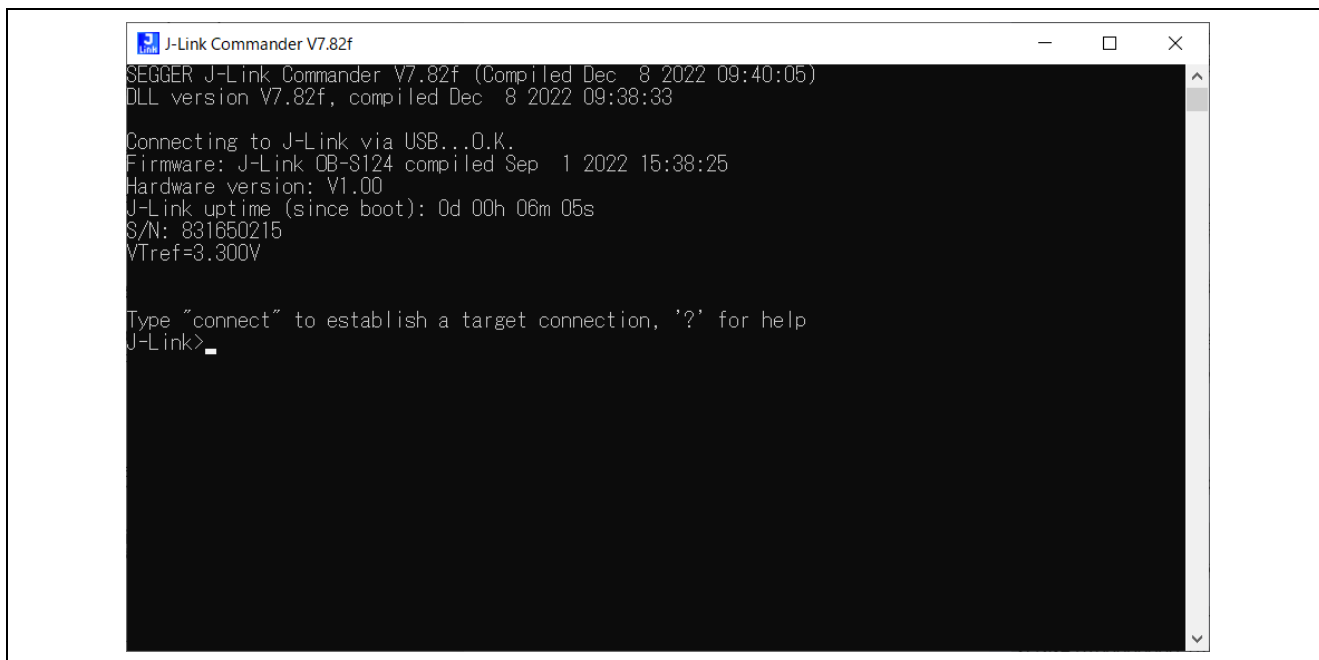 J-Link Commander V7.82f
SEGGER J-Link Commander V7.82f (Compiled Dec  8 2022 09:40:05)
DLL version V7.82f, compiled Dec  8 2022 09:38:33
Connecting to J-Link via USB...O.K.
Firmware: J-Link OB-S124 compiled Sep  1 2022 15:38:25
Hardware version: V1.00
J-Link uptime (since boot): 0d 00h 06m 05s
S/N: 831650215
VTref=3.300V
Type "connect" to establish a target connection, '?' for help
J-Link>